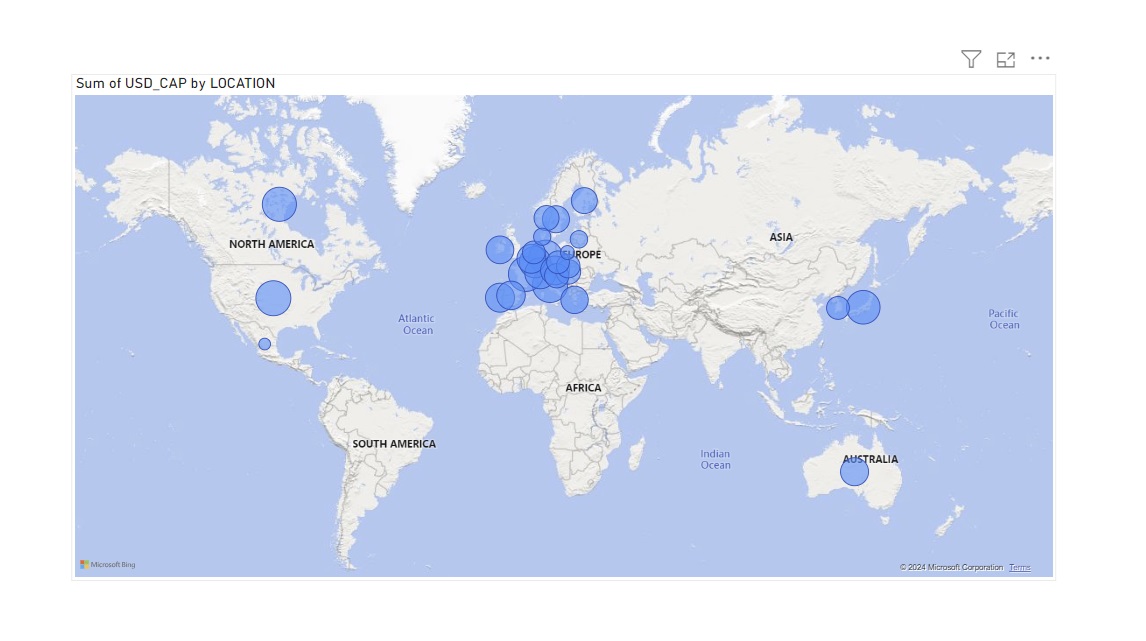 Sum of USD_CAP by LOCATION
NORTH AMERICA
ASIA
EUROPE
Atlantic
Ocean
Pacific
Ocean
AFRICA
SOUTH AMERICA
Indian
Ocean
AUSTRALIA
Microsoft Bing
© 2024 Microsoft Corporation Terms